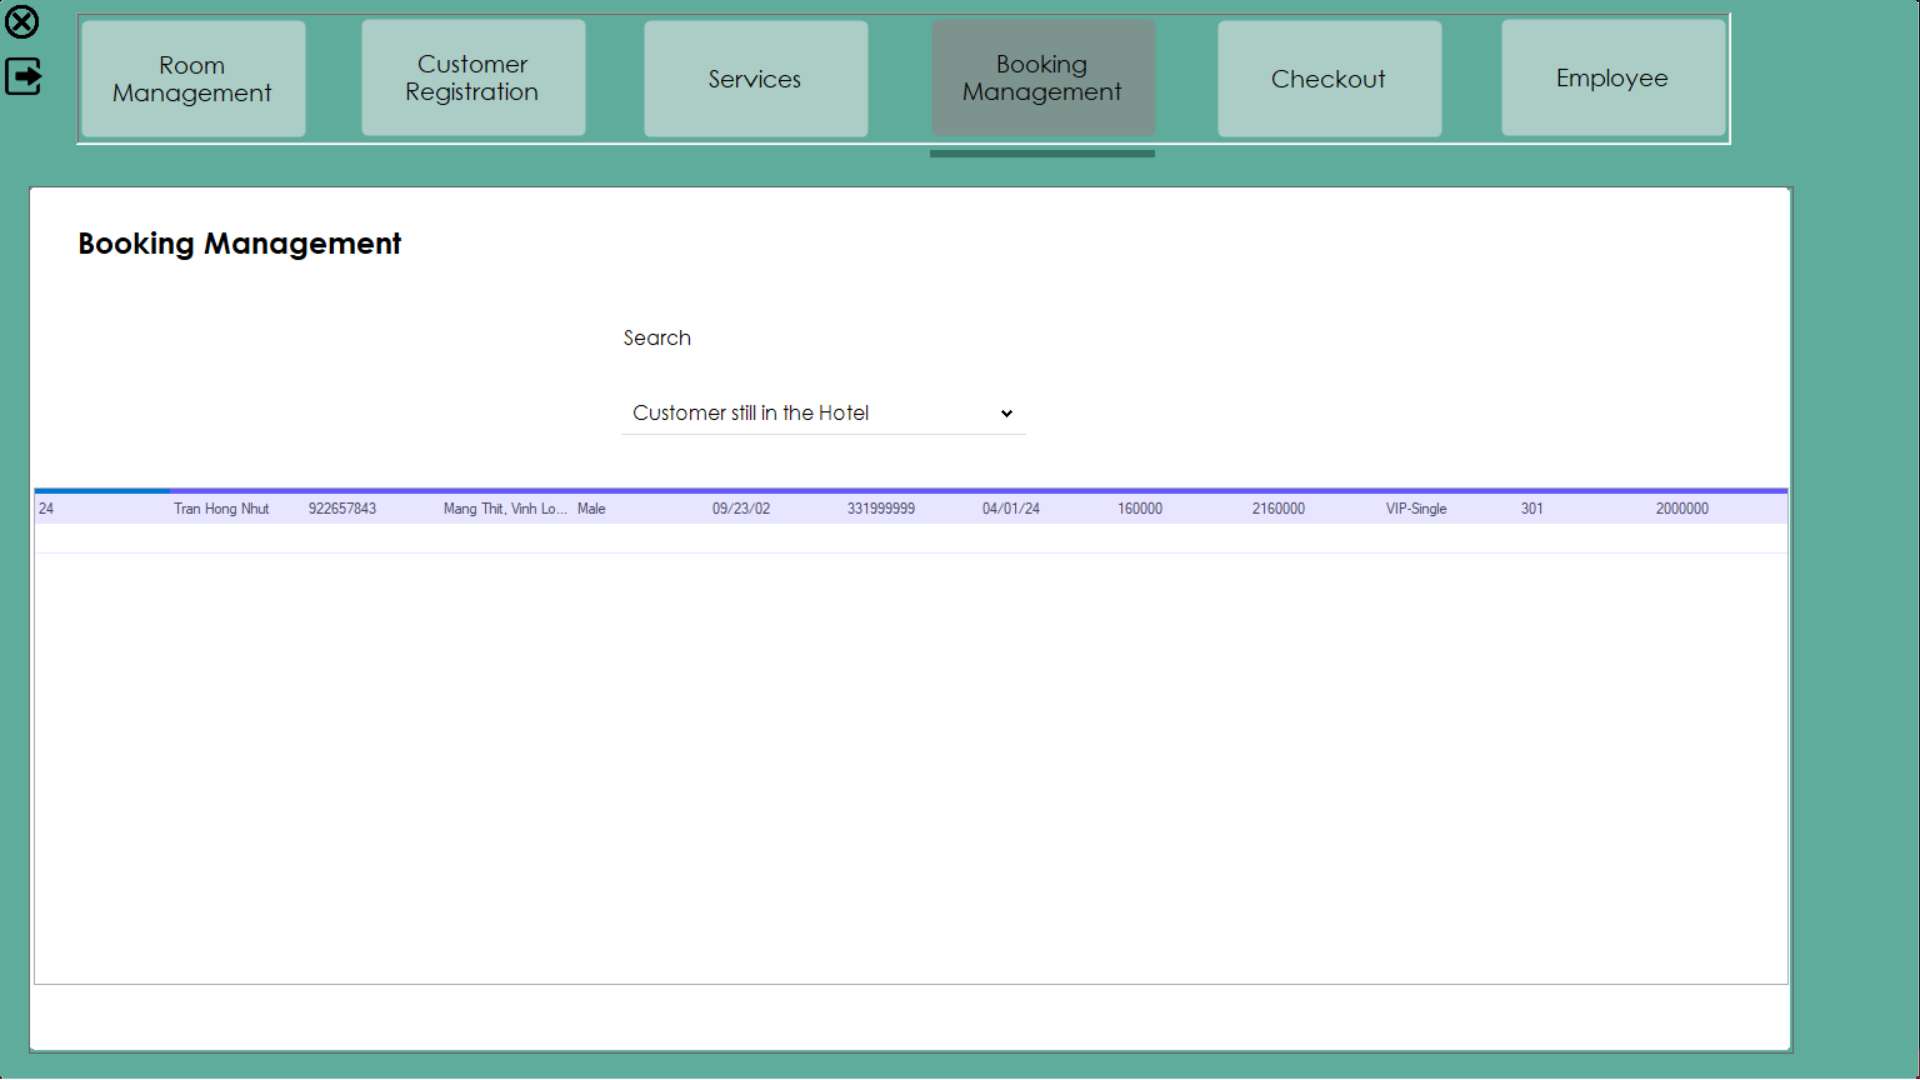 Room
Management
Customer
Registration
Services
Booking
Management
Checkout
Employee
Booking Management
Search
Customer still in the Hotel
24 Tran Hong Nhut 922657843 Mang Thit, Vinh Lo... Male 09/23/02 331999999 04/01/24 160000 2160000 VIP-Single 301 2000000